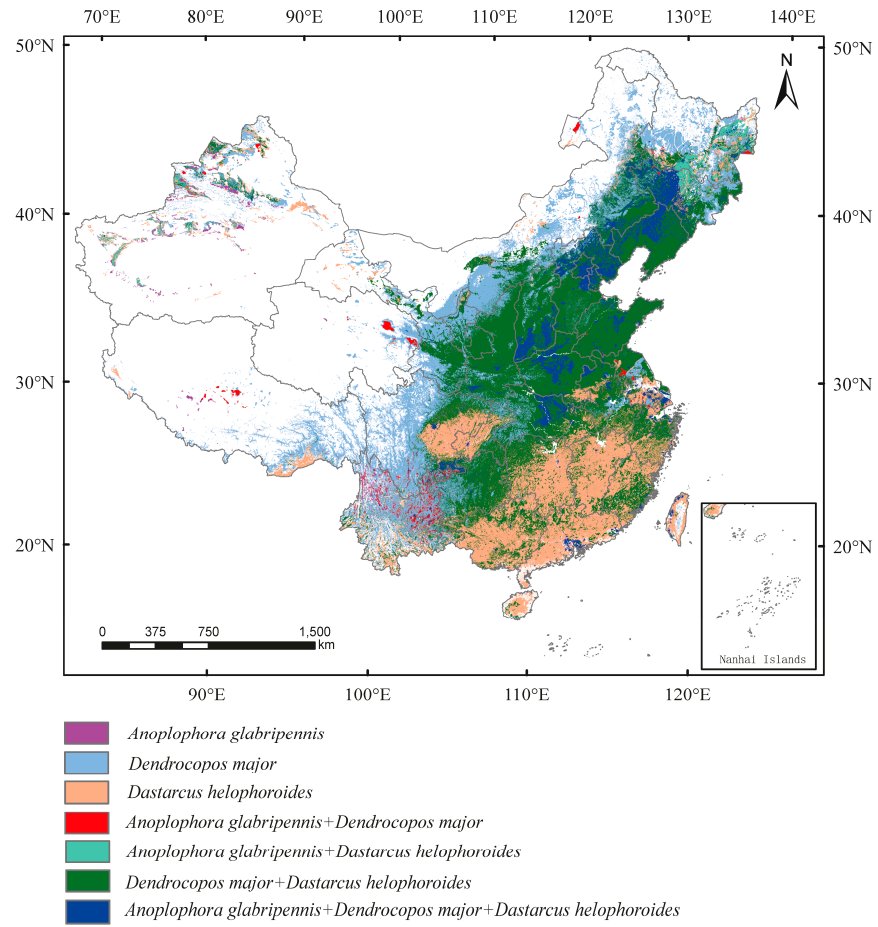 70°E 80°E 90°E 100°E 110°E 120°E 130°E 140°E
50°N 50°N
N
40°N 40°N
30°N 30°N
20°N 20°N
0 375 750 1,500
km
Nanhai Islands
90°E 100°E 110°E 120°E
Anoplophora glabripennis
Dendrocopos major
Dastarcus helophoroides
Anoplophora glabripennis+Dendrocopos major
Anoplophora glabripennis+Dastarcus helophoroides
Dendrocopos major+Dastarcus helophoroides
Anoplophora glabripennis+Dendrocopos major+Dastarcus helophoroides